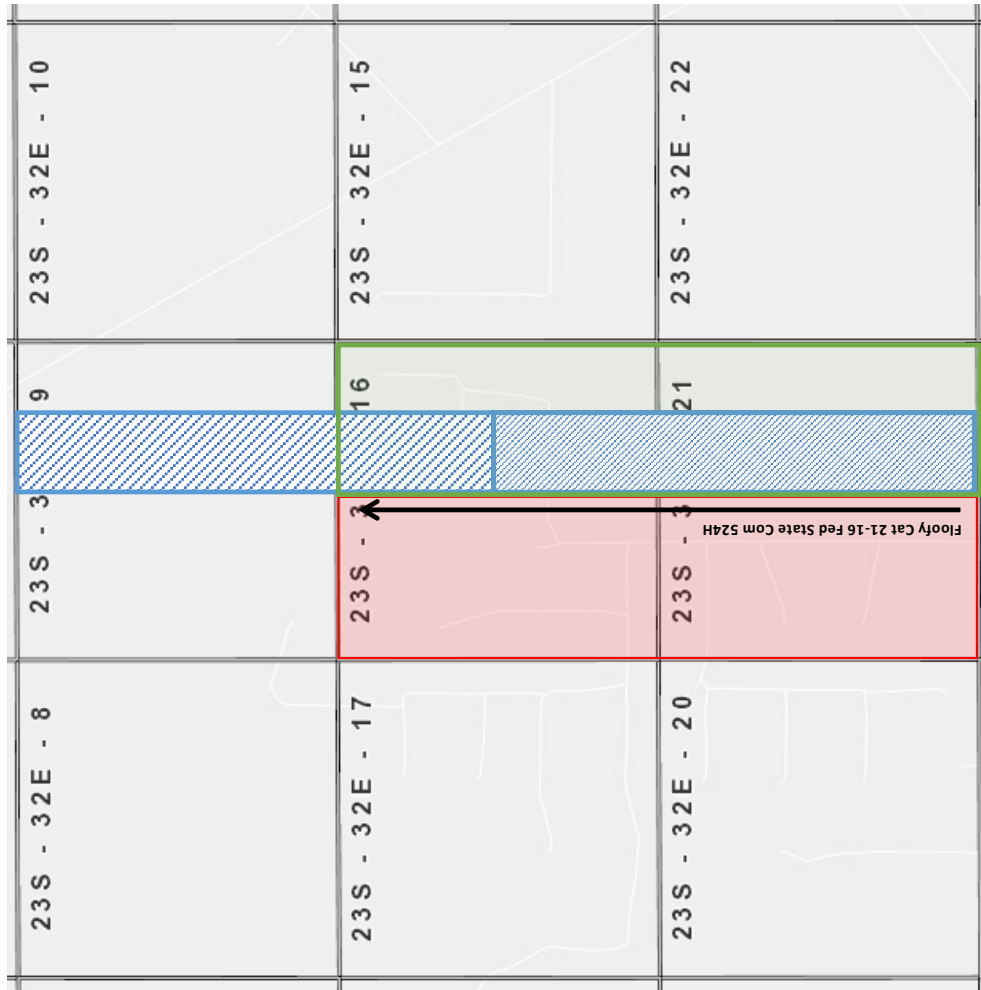 23S - 32E - 10
23S - 32E - 15
23S - 32E - 22
23S - 3 9
23S - 3 16
23S - 3 21
Floofy Cat 21-16 Fed State Com 524H
23S - 32E - 8
23S - 32E - 17
23S - 32E - 20